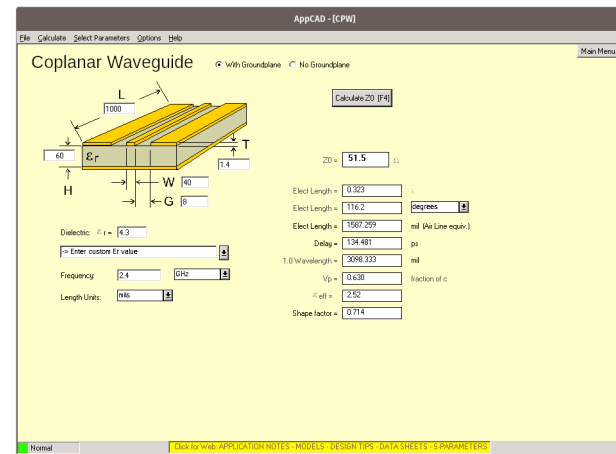 AppCAD - [CPW]
File Calculate Select Parameters Options Help
Main Menu
Coplanar Waveguide
With Groundplane No Groundplane
L
1000
Calculate Z0 [F4]
60
εr
T
1.4
H
W 40
G 8
Z0 = 51.5 Ω
Elect Length = 0.323 λ
Elect Length = 116.2 degrees
Elect Length = 1587.259 mil (Air Line equiv.)
Delay = 134.481 ps
1.0 Wavelength = 3098.333 mil
Vp = 0.630 fraction of c
ε eff = 2.52
Shape factor = 0.714
Dielectric: ε r = 4.3
-> Enter custom Er value
Frequency: 2.4 GHz
Length Units: mils
Normal
Click for Web: APPLICATION NOTES - MODELS - DESIGN TIPS - DATA SHEETS - S-PARAMETERS